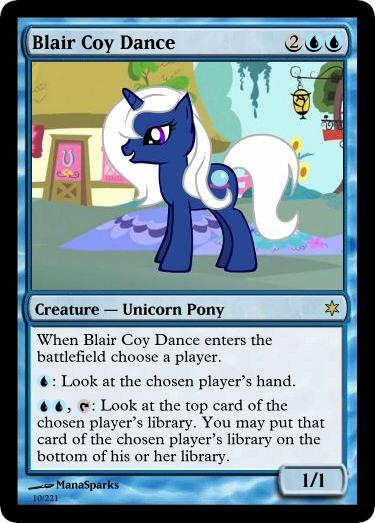 Blair Coy Dance 2
Creature — Unicorn Pony
When Blair Coy Dance enters the
battlefield choose a player.
: Look at the chosen player's hand.
, : Look at the top card of the
chosen player's library. You may put that
card of the chosen player's library on the
bottom of his or her library.
1/1
ManaSparks
10/221